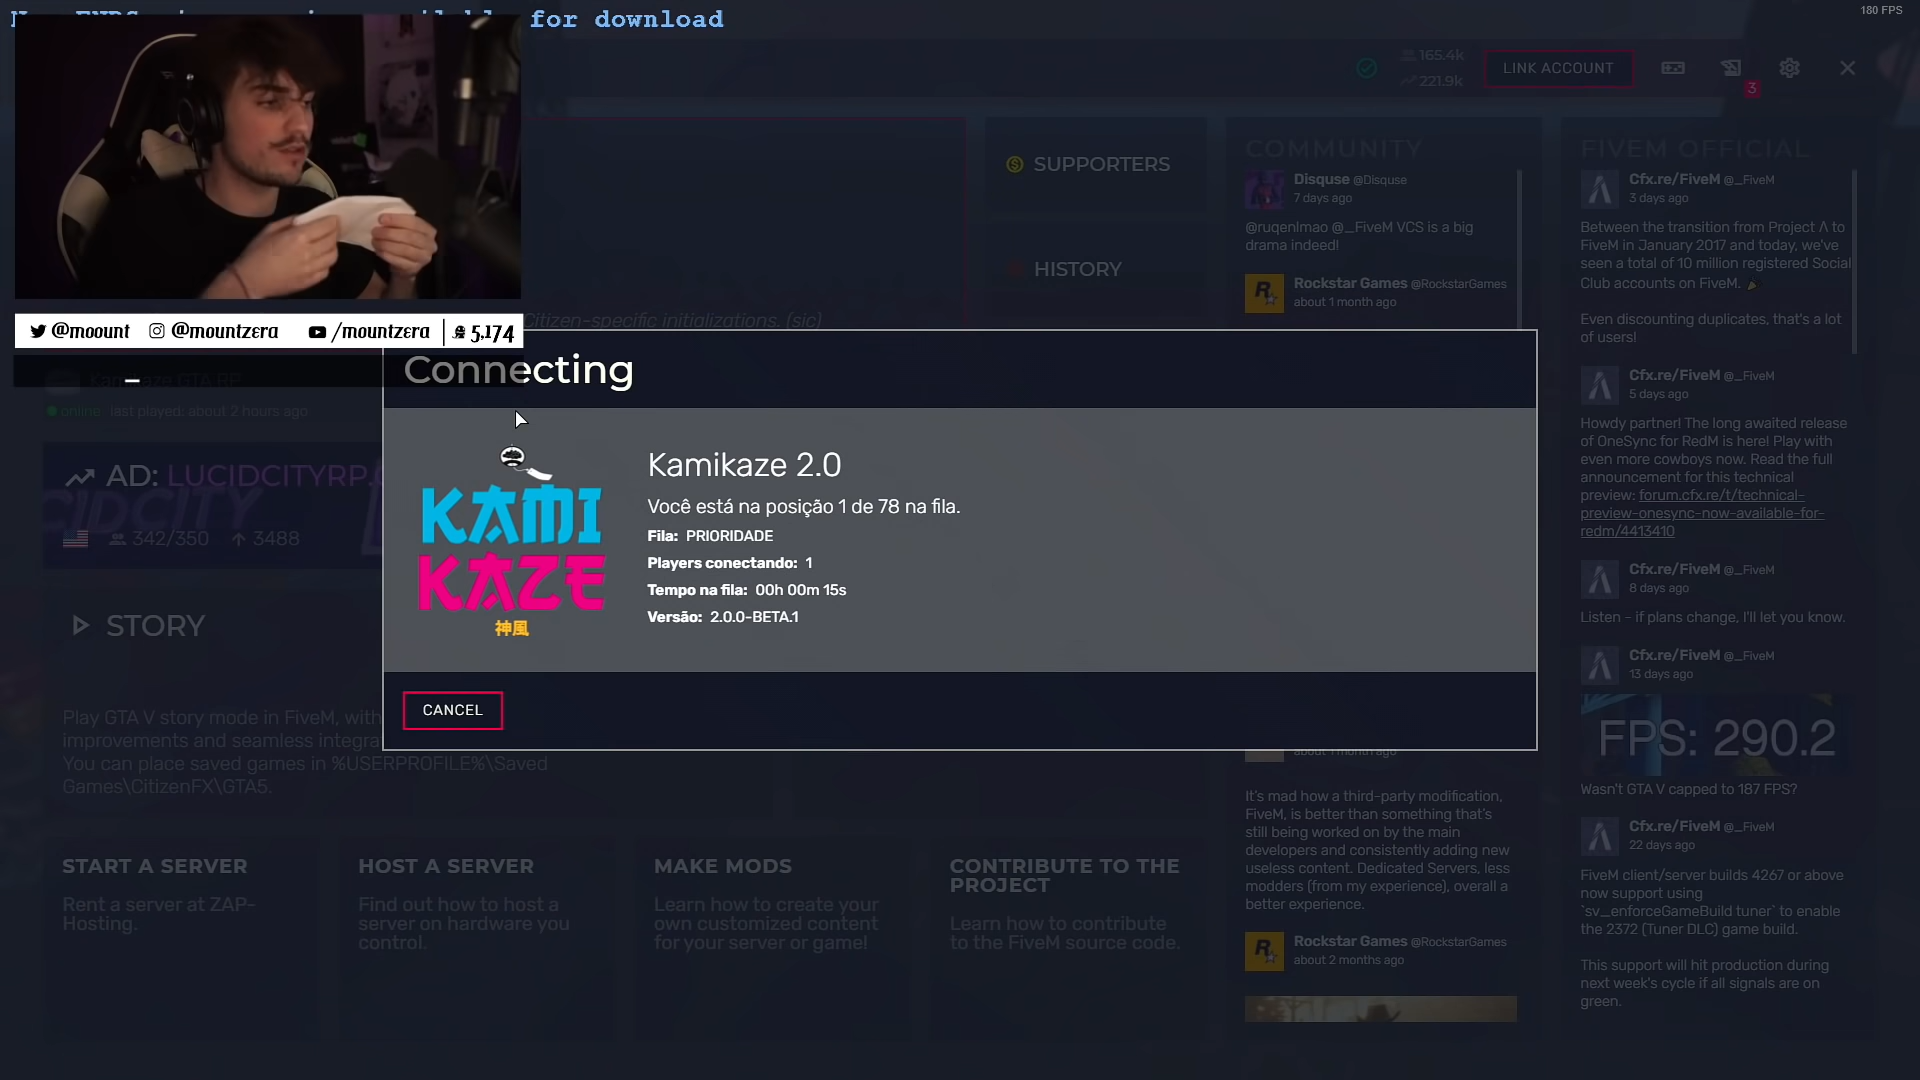 for download
180 FPS
165.4k
221.9k
LINK ACCOUNT
3
@moount @mountzera /mountzera 5,174
Citizen-specific initializations. (sic)
Kamikaze GTA RP
online last played: about 2 hours ago
AD: LUCIDCITYRP.
342/350 3488
STORY
Play GTA V story mode in FiveM, with
improvements and seamless
You can place saved games in %USERPROFILE%\Saved
Games\CitizenFX\GTA5.
SUPPORTERS
HISTORY
Connecting
KAMI
KAZE
神風
Kamikaze 2.0
Você está na posição 1 de 78 na fila.
Fila: PRIORIDADE
Players conectando: 1
Tempo na fila: 00h 00m 15s
Versão: 2.0.0-BETA.1
CANCEL
START A SERVER
Rent a server at ZAP-
Hosting.
HOST A SERVER
Find out how to host a
server on hardware you
control.
MAKE MODS
Learn how to create your
own customized content
for your server or game!
CONTRIBUTE TO THE
PROJECT
Learn how to contribute
to the FiveM source code.
COMMUNITY
Disquse @Disquse
7 days ago
@ruqenlmao @_FiveM VCS is a big
drama indeed!
Rockstar Games @RockstarGames
about 1 month ago
about 1 month ago
It's mad how a third-party modification,
FiveM, is better than something that's
still being worked on by the main
developers and consistently adding new
useless content. Dedicated Servers, less
modders (from my experience), overall a
better experience.
Rockstar Games @RockstarGames
about 2 months ago
FIVEM OFFICIAL
Cfx.re/FiveM @_FiveM
3 days ago
Between the transition from Project Λ to
FiveM in January 2017 and today, we've
seen a total of 10 million registered Social
Club accounts on FiveM.
Even discounting duplicates, that's a lot
of users!
Cfx.re/FiveM @_FiveM
5 days ago
Howdy partner! The long awaited release
of OneSync for RedM is here! Play with
even more cowboys now. Read the full
announcement for this technical
preview: forum.cfx.re/t/technical-
preview-onesync-now-available-for-
redm/4413410
Cfx.re/FiveM @_FiveM
8 days ago
Listen - if plans change, I'll let you know.
Cfx.re/FiveM @_FiveM
13 days ago
FPS: 290.2
Wasn't GTA V capped to 187 FPS?
Cfx.re/FiveM @_FiveM
22 days ago
FiveM client/server builds 4267 or above
now support using
`sv_enforceGameBuild tuner` to enable
the 2372 (Tuner DLC) game build.
This support will hit production during
next week's cycle if all signals are on
green.